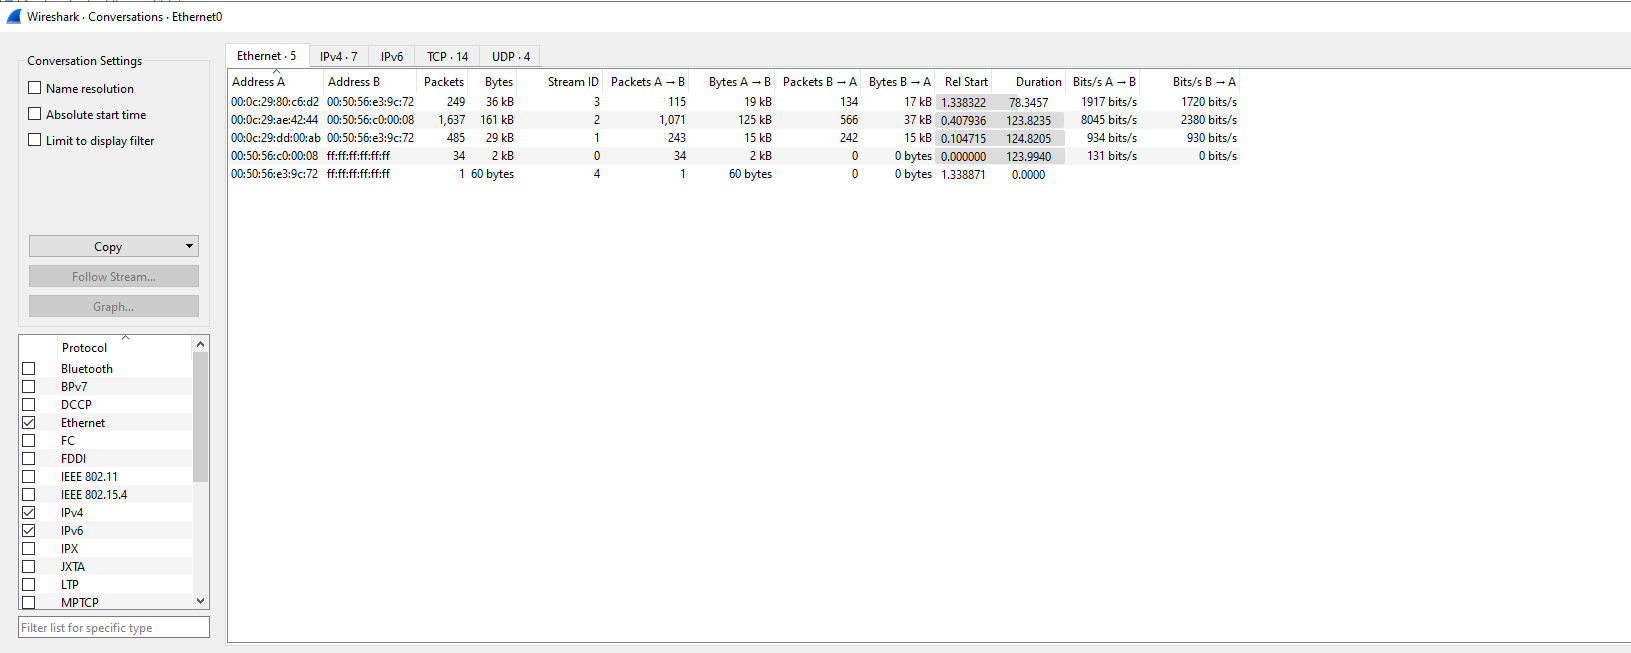 Wireshark · Conversations · Ethernet0
Conversation Settings
Name resolution
Absolute start time
Limit to display filter
Copy
Follow Stream...
Graph...
Protocol
Bluetooth
BPv7
DCCP
Ethernet
FC
FDDI
IEEE 802.11
IEEE 802.15.4
IPv4
IPv6
IPX
JXTA
LTP
MPTCP
Filter list for specific type
Ethernet · 5 IPv4 · 7 IPv6 TCP · 14 UDP · 4
Address A Address B Packets Bytes Stream ID Packets A → B Bytes A → B Packets B → A Bytes B → A Rel Start Duration Bits/s A → B Bits/s B → A
00:0c:29:80:c6:d2 00:50:56:e3:9c:72 249 36 kB 3 115 19 kB 134 17 kB 1.338322 78.3457 1917 bits/s 1720 bits/s
00:0c:29:ae:42:44 00:50:56:c0:00:08 1,637 161 kB 2 1,071 125 kB 566 37 kB 0.407936 123.8235 8045 bits/s 2380 bits/s
00:0c:29:dd:00:ab 00:50:56:e3:9c:72 485 29 kB 1 243 15 kB 242 15 kB 0.104715 124.8205 934 bits/s 930 bits/s
00:50:56:c0:00:08 ff:ff:ff:ff:ff:ff 34 2 kB 0 34 2 kB 0 0 bytes 0.000000 123.9940 131 bits/s 0 bits/s
00:50:56:e3:9c:72 ff:ff:ff:ff:ff:ff 1 60 bytes 4 1 60 bytes 0 0 bytes 1.338871 0.0000